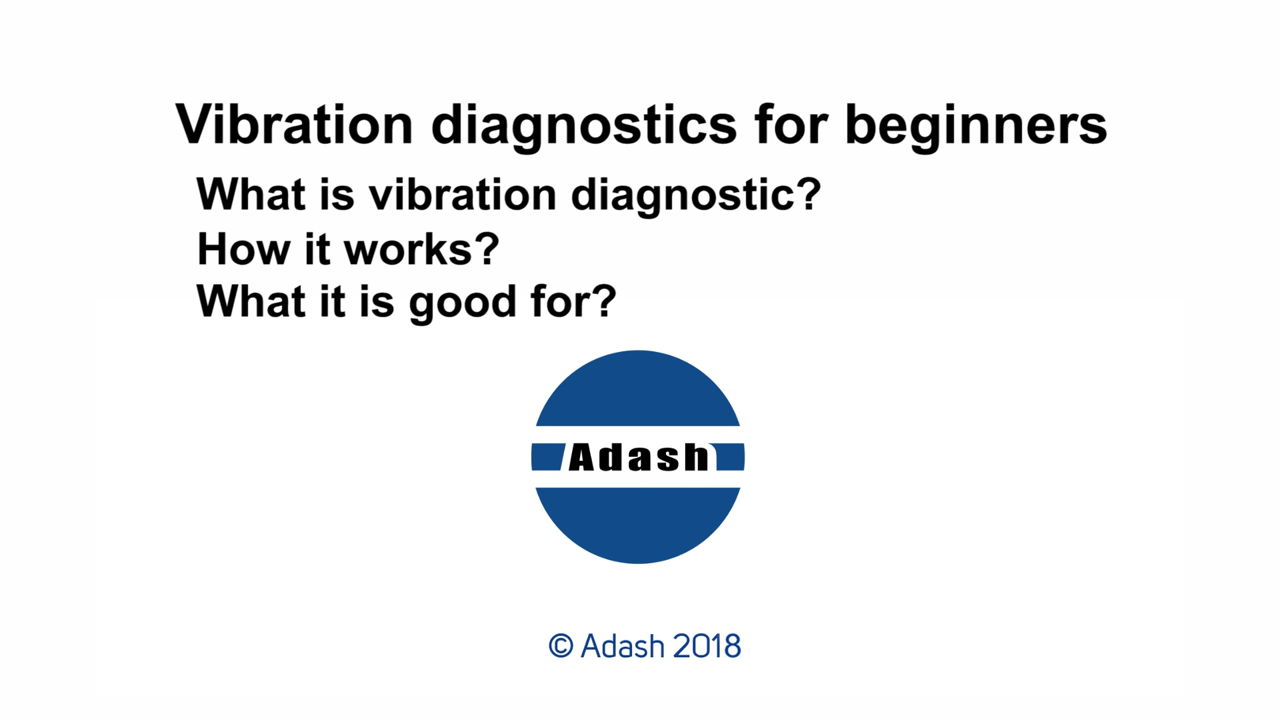 Vibration diagnostics for beginners
What is vibration diagnostic?
How it works?
What it is good for?
Adash
© Adash 2018